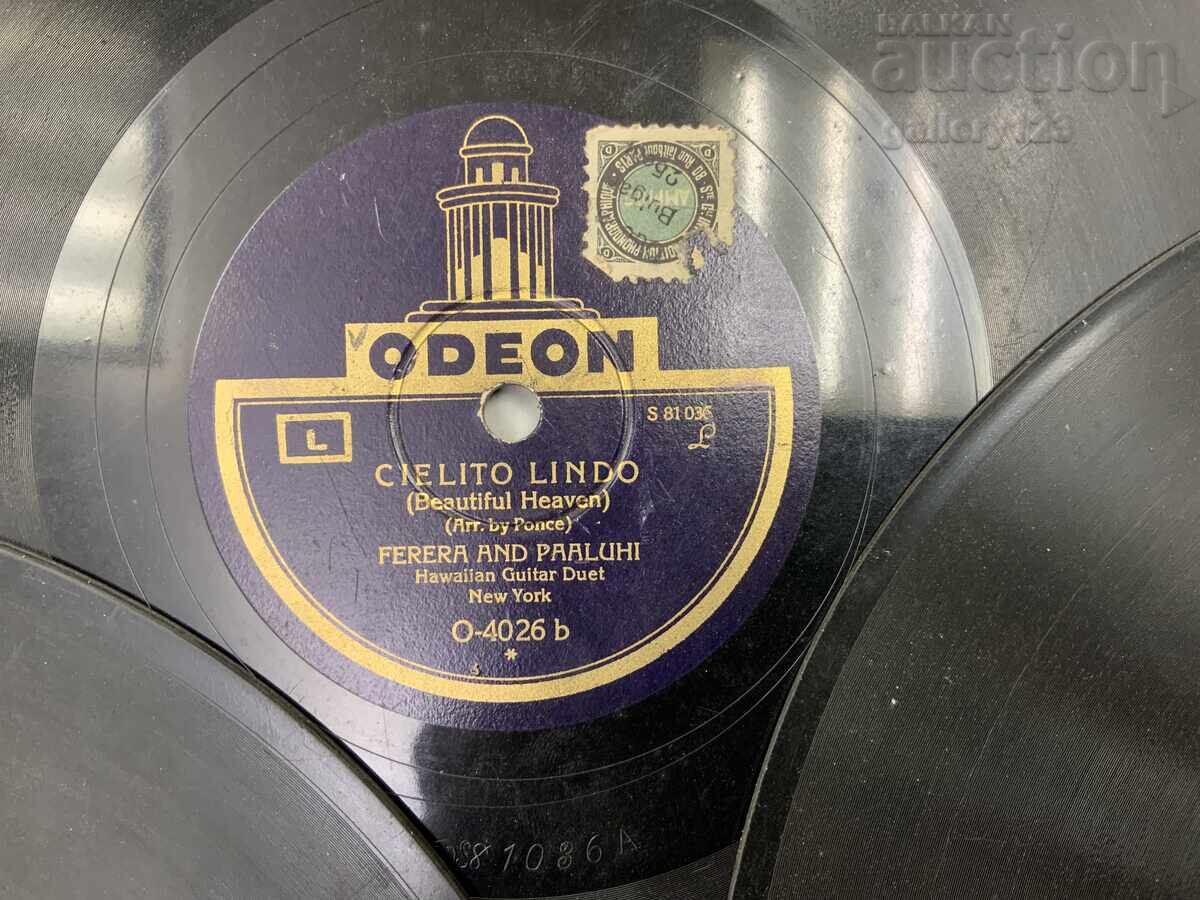 BALKAN
auction
gallery123
ODEON
L
S 81 036
L
CIELITO LINDO
(Beautiful Heaven)
(Arr. by Ponce)
FERERA AND PAALUHI
Hawaiian Guitar Duet
New York
O-4026 b
*
81036 A